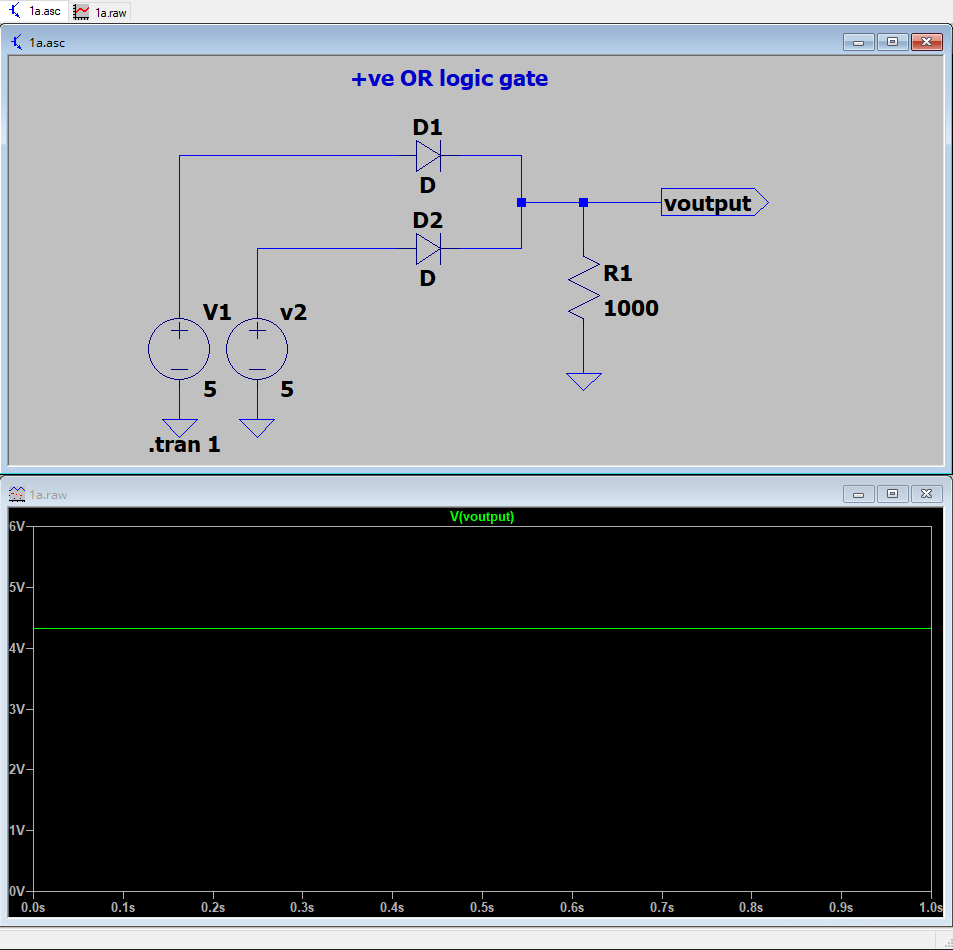 1a.asc 1a.raw
1a.asc
+ve OR logic gate
D1
D
D2
D
voutput
R1
1000
V1
v2
5
5
.tran 1
1a.raw
V(voutput)
6V
5V
4V
3V
2V
1V
0V
0.0s 0.1s 0.2s 0.3s 0.4s 0.5s 0.6s 0.7s 0.8s 0.9s 1.0s